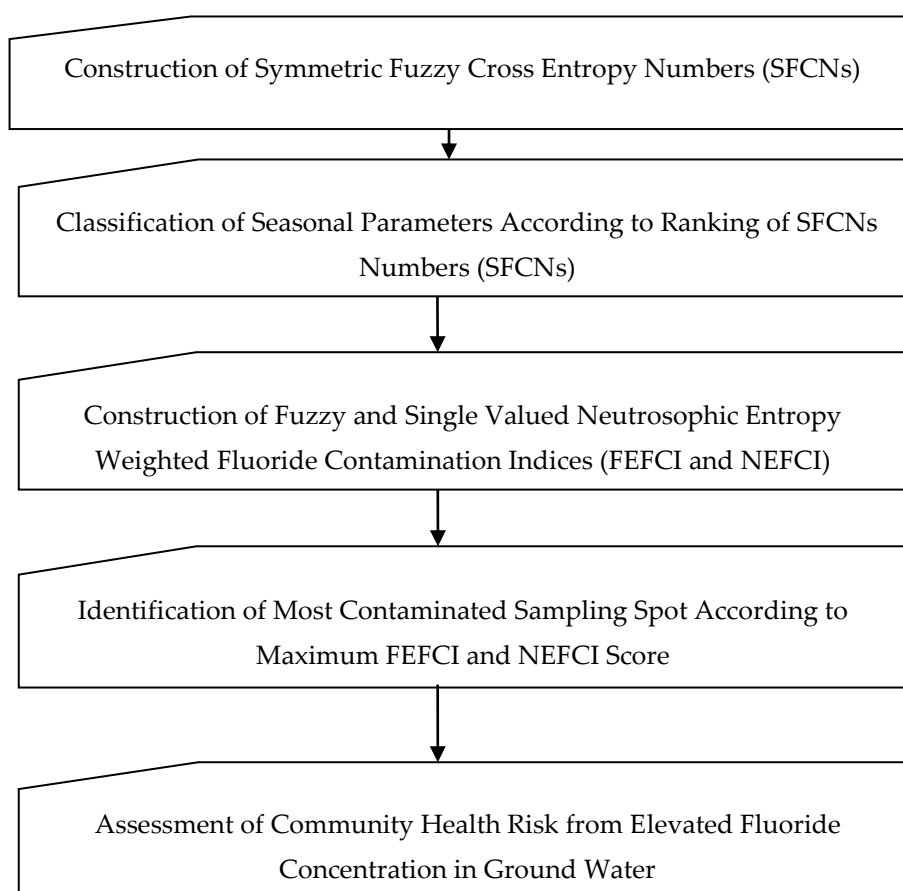 Construction of Symmetric Fuzzy Cross Entropy Numbers (SFCNs)
Classification of Seasonal Parameters According to Ranking of SFCNs
Numbers (SFCNs)
Construction of Fuzzy and Single Valued Neutrosophic Entropy
Weighted Fluoride Contamination Indices (FEFCI and NEFCI)
Identification of Most Contaminated Sampling Spot According to
Maximum FEFCI and NEFCI Score
Assessment of Community Health Risk from Elevated Fluoride
Concentration in Ground Water